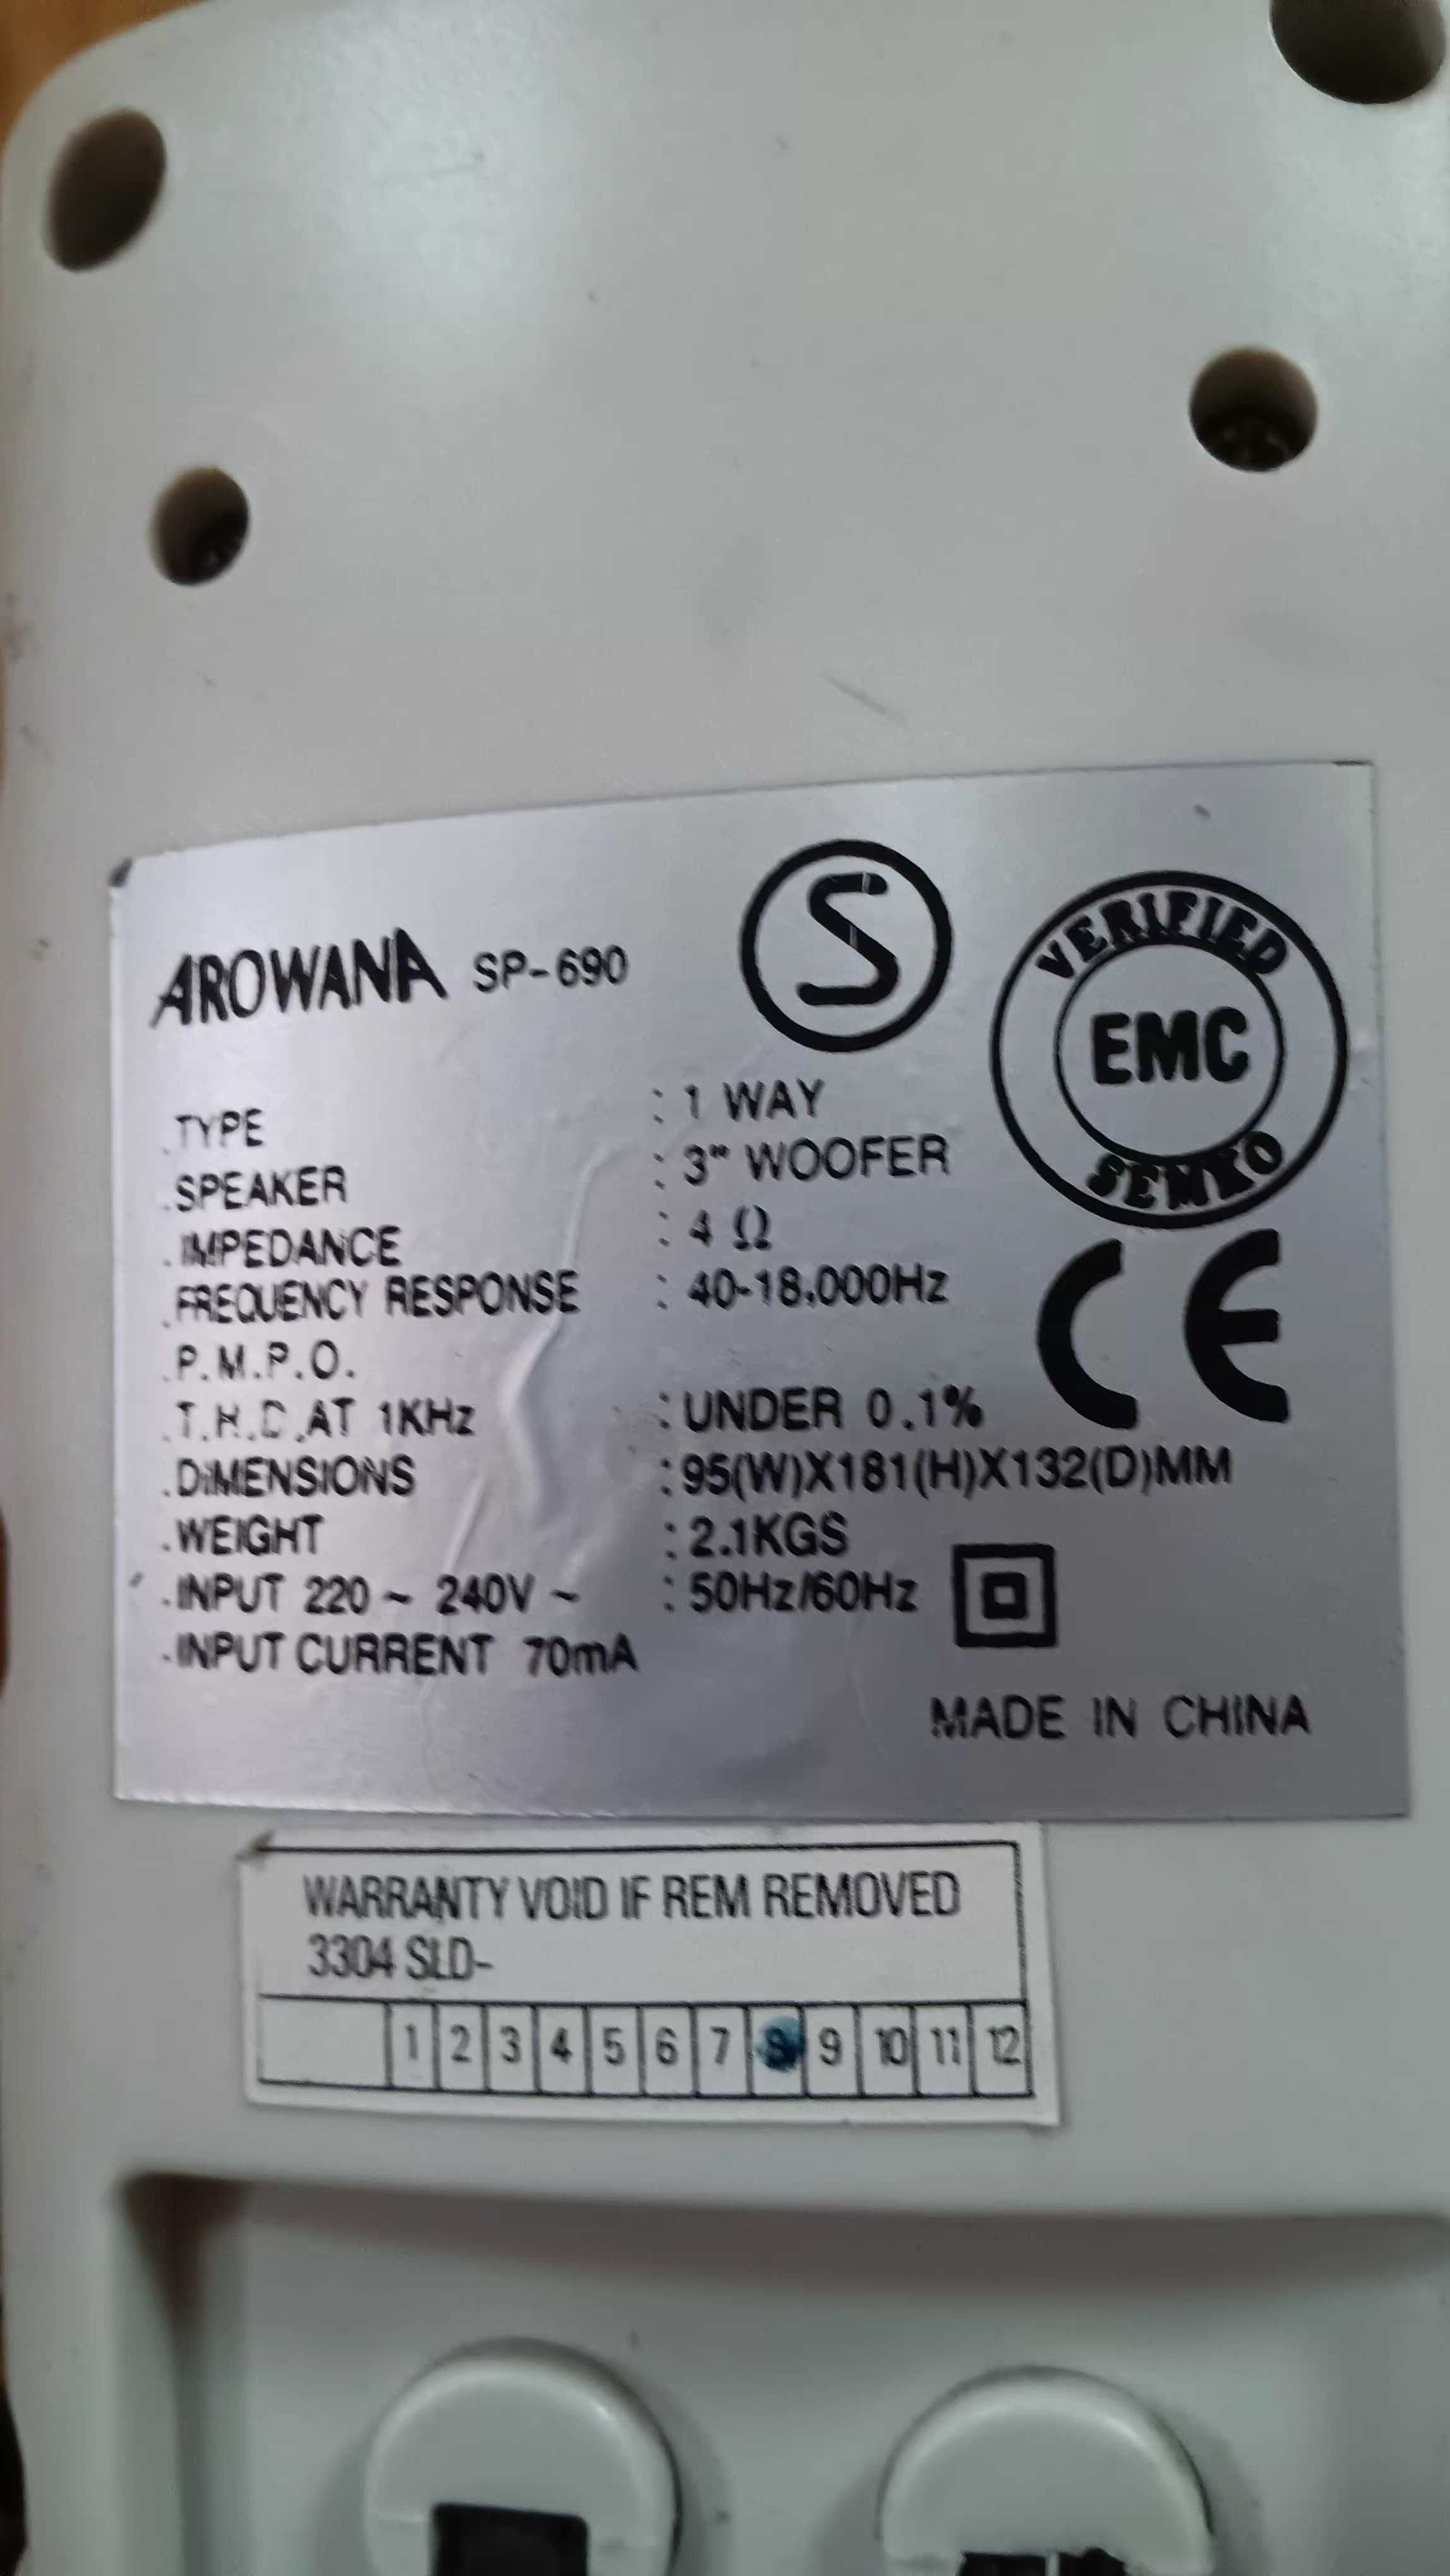 AROWANA SP-690
S
VERIFIED
EMC
SEMKO
CE
.TYPE : 1 WAY
.SPEAKER : 3" WOOFER
.IMPEDANCE : 4 Ω
.FREQUENCY RESPONSE : 40-18.000Hz
.P.M.P.O.
.T.H.D.AT 1KHz : UNDER 0.1%
.DIMENSIONS : 95(W)X181(H)X132(D)MM
.WEIGHT : 2.1KGS
.INPUT 220 ~ 240V ~ : 50Hz/60Hz
.INPUT CURRENT 70mA
MADE IN CHINA
WARRANTY VOID IF REM REMOVED
3304 SLD-
1 2 3 4 5 6 7 8 9 10 11 12